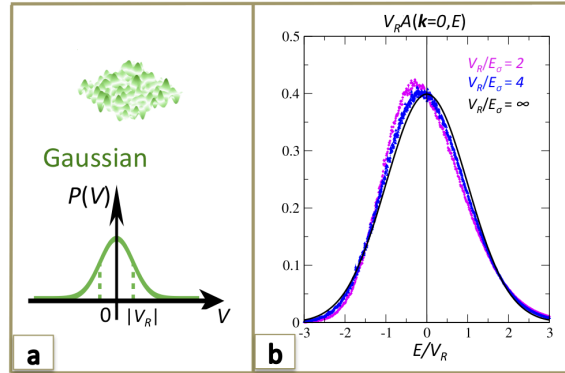 Gaussian
P(V)
0 |V_R| V
a
V_RA(k=0,E)
V_R/E_σ = 2
V_R/E_σ = 4
V_R/E_σ = ∞
0.5
0.4
0.3
0.2
0.1
0
-3 -2 -1 0 1 2 3
E/V_R
b